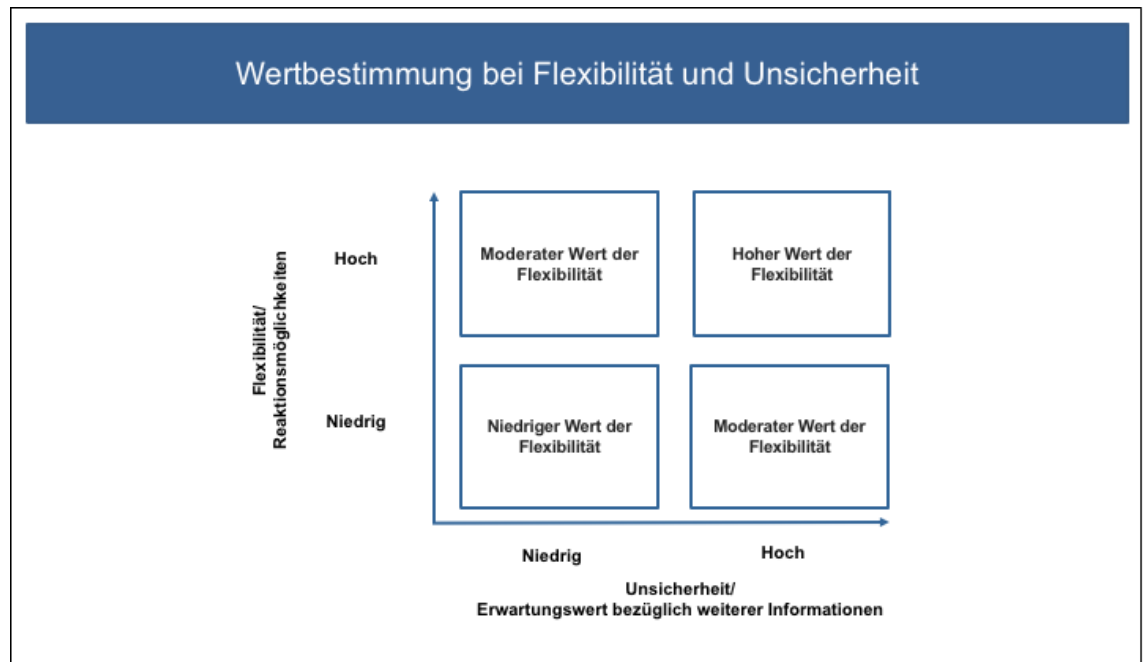 Wertbestimmung bei Flexibilität und Unsicherheit
Flexibilität/
Reaktionsmöglichkeiten
Hoch
Moderater Wert der
Flexibilität
Hoher Wert der
Flexibilität
Niedrig
Niedriger Wert der
Flexibilität
Moderater Wert der
Flexibilität
Niedrig
Hoch
Unsicherheit/
Erwartungswert bezüglich weiterer Informationen